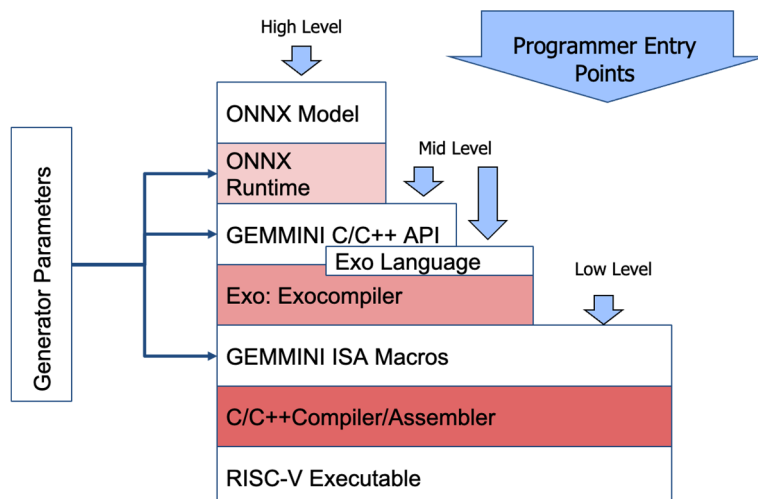 High Level
Programmer Entry
Points
ONNX Model
Mid Level
ONNX
Runtime
GEMMINI C/C++ API
Exo Language
Low Level
Exo: Exocompiler
Generator Parameters
GEMMINI ISA Macros
C/C++Compiler/Assembler
RISC-V Executable